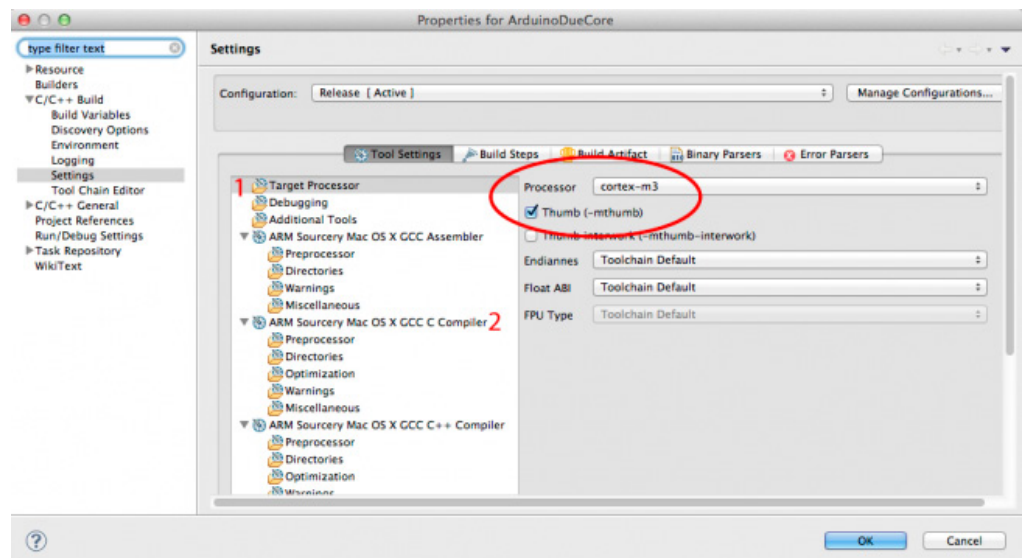 Properties for ArduinoDueCore
type filter text
Resource
Builders
C/C++ Build
Build Variables
Discovery Options
Environment
Logging
Settings
Tool Chain Editor
C/C++ General
Project References
Run/Debug Settings
Task Repository
WikiText
Settings
Configuration: Release [ Active ] Manage Configurations...
Tool Settings Build Steps Build Artifact Binary Parsers Error Parsers
1 Target Processor
Debugging
Additional Tools
ARM Sourcery Mac OS X GCC Assembler
Preprocessor
Directories
Warnings
Miscellaneous
ARM Sourcery Mac OS X GCC C Compiler 2
Preprocessor
Directories
Optimization
Warnings
Miscellaneous
ARM Sourcery Mac OS X GCC C++ Compiler
Preprocessor
Directories
Optimization
Warnings
Processor cortex-m3
Thumb (-mthumb)
Thumb interwork (-mthumb-interwork)
Endiannes Toolchain Default
Float ABI Toolchain Default
FPU Type Toolchain Default
? OK Cancel